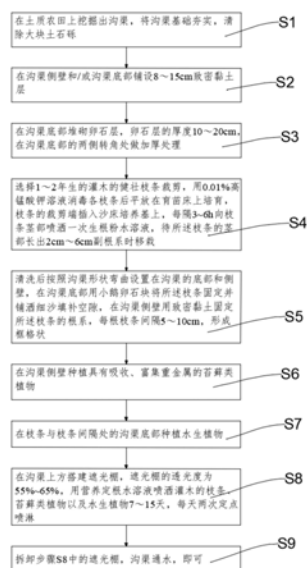 在土质农田上挖掘出沟渠，将沟渠基础夯实，清
除大块土石砾
S1
在沟渠侧壁和/或沟渠底部铺设8～15cm致密黏土
层
S2
在沟渠底部堆砌卵石层，卵石层的厚度10～20cm，
在沟渠底部的两侧转角处做加厚处理
S3
选择1～2年生的灌木的健壮枝条裁剪，用0.01%高
锰酸钾溶液消毒各枝条后平放在育苗床上培育，
枝条的裁剪端插入沙床培养基上，每隔3~6h向枝
条茎部喷洒一次生根粉水溶液，待所述枝条的茎
部长出2cm～6cm副根系时移栽
S4
清洗后按照沟渠形状弯曲设置在沟渠的底部和侧
壁，在沟渠底部用小鹅卵石块将所述枝条固定并
铺洒细沙填补空隙，在沟渠侧壁用致密黏土固定
所述枝条的根系，每根枝条间隔5～10cm，形成
框格状
S5
在沟渠侧壁种植具有吸收、富集重金属的苔藓类
植物
S6
在枝条与枝条间隔处的沟渠底部种植水生植物
S7
在沟渠上方搭建遮光棚，遮光棚的透光度为
55%~65%，用营养定根水溶液喷洒灌木的枝条、
苔藓类植物以及水生植物7～15天，每天两次定点
喷淋
S8
拆卸步骤S8中的遮光棚，沟渠通水，即可
S9